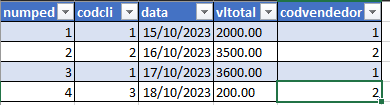 numped codcli data vltotal codvendedor
1 1 15/10/2023 2000.00 1
2 2 16/10/2023 3500.00 2
3 1 17/10/2023 3600.00 1
4 3 18/10/2023 200.00 2